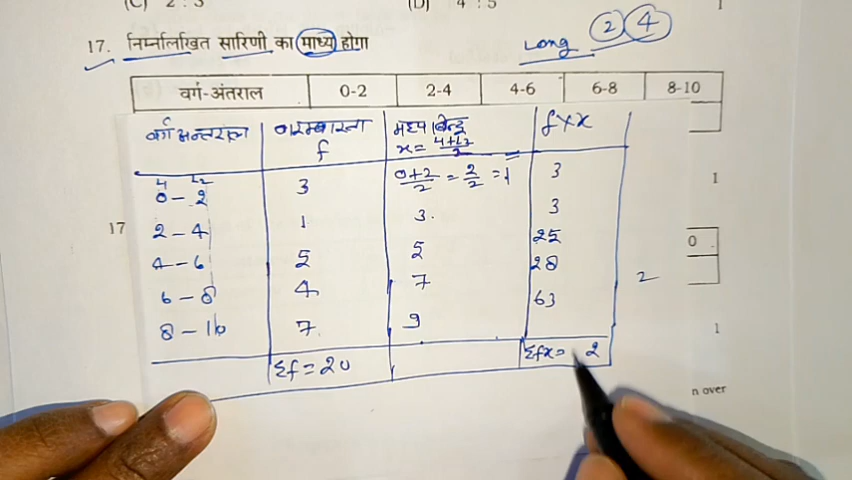 (C) 2 : 3 (D) 4 : 5 1
17. निम्नलिखित सारिणी का माध्य होगा Long 2 4
वर्ग-अंतराल 0-2 2-4 4-6 6-8 8-10
वर्ग अन्तराल बारम्बारता f मध्य बिन्दु f×x
0 - 2 3 0+2/2 = 2/2 = 1 3
1
2 - 4 1 3. 3
17
4 - 6 5 5 25
0
6 - 8 4 7 28
2
8 - 10 7 9 63
1
Σf = 20 Σfx = 2
n over